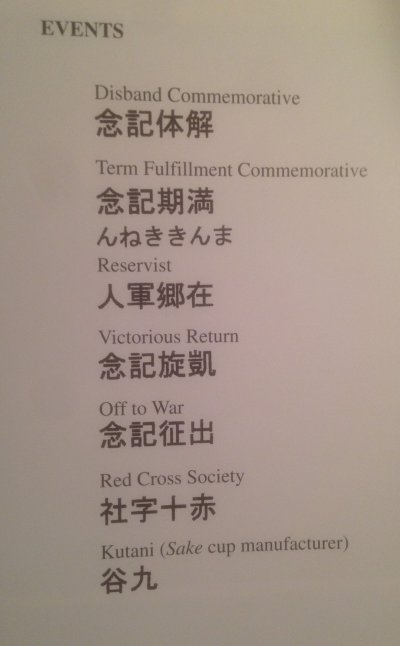 EVENTS
Disband Commemorative
解体記念
Term Fulfillment Commemorative
満期記念
まんききねん
Reservist
在郷軍人
Victorious Return
凱旋記念
Off to War
出征記念
Red Cross Society
赤十字社
Kutani (Sake cup manufacturer)
九谷